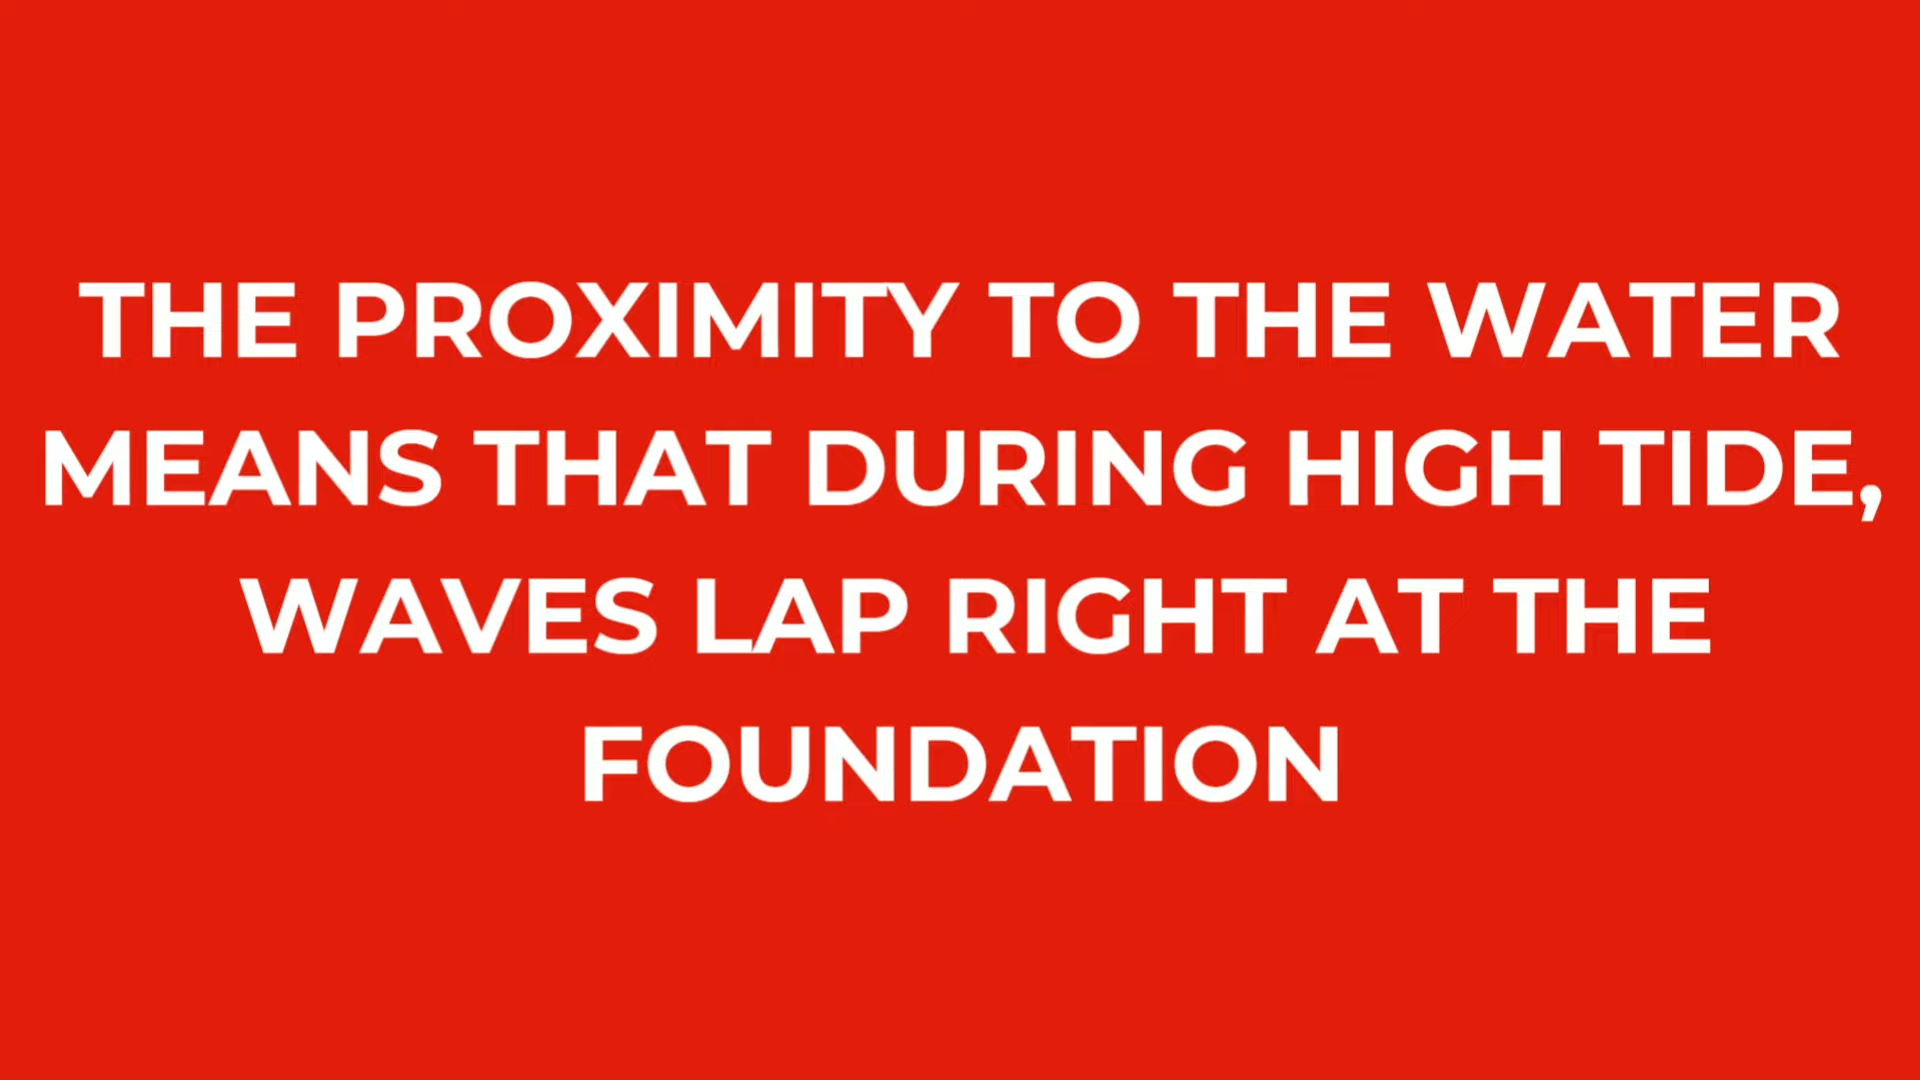 THE PROXIMITY TO THE WATER
MEANS THAT DURING HIGH TIDE,
WAVES LAP RIGHT AT THE
FOUNDATION